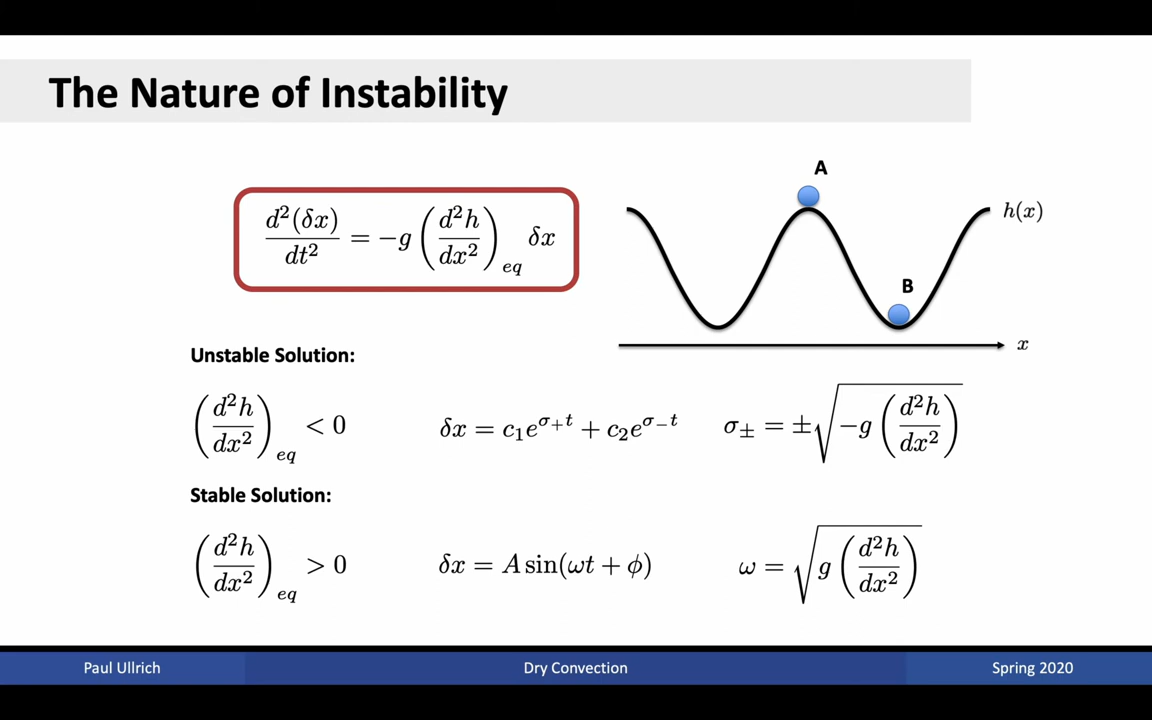 The Nature of Instability
A
d²(δx)/dt² = −g (d²h/dx²)_eq δx
h(x)
B
x
Unstable Solution:
(d²h/dx²)_eq < 0    δx = c₁e^{σ₊t} + c₂e^{σ₋t}    σ± = ±√(−g (d²h/dx²))
Stable Solution:
(d²h/dx²)_eq > 0    δx = A sin(ωt + ϕ)    ω = √(g (d²h/dx²))
Paul Ullrich    Dry Convection    Spring 2020